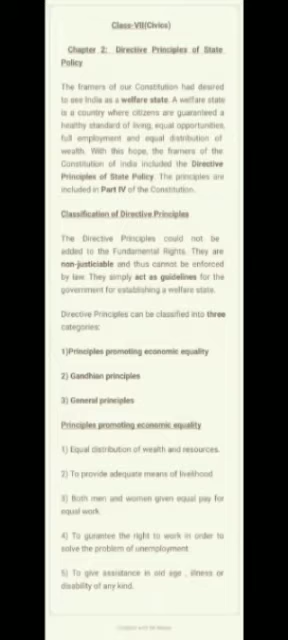 Class-VII(Civics)
Chapter 2: Directive Principles of State
Policy
The framers of our Constitution had desired
to see India as a welfare state. A welfare state
is a country where citizens are guaranteed a
healthy standard of living, equal opportunities,
full employment and equal distribution of
wealth. With this hope, the framers of the
Constitution of India included the Directive
Principles of State Policy. The principles are
included in Part IV of the Constitution.
Classification of Directive Principles
The Directive Principles could not be
added to the Fundamental Rights. They are
non-justiciable and thus cannot be enforced
by law. They simply act as guidelines for the
government for establishing a welfare state.
Directive Principles can be classified into three
categories:
1)Principles promoting economic equality
2) Gandhian principles
3) General principles
Principles promoting economic equality
1) Equal distribution of wealth and resources.
2) To provide adequate means of livelihood
3) Both men and women given equal pay for
equal work
4) To gurantee the right to work in order to
solve the problem of unemployment
5) To give assistance in old age , illness or
disability of any kind.